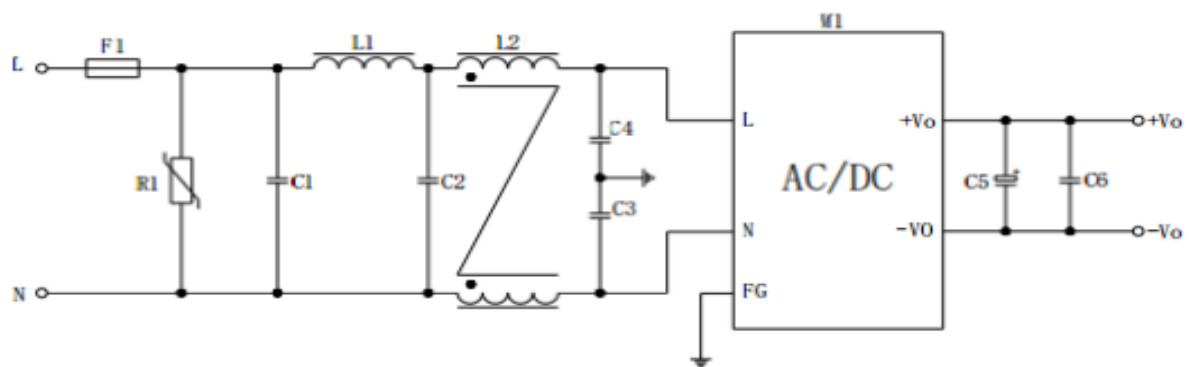 M1
F1 L1 L2
L
C4
L +Vo +Vo
AC/DC
R1 C1 C2 C5 + C6
C3
N -VO -Vo
N FG